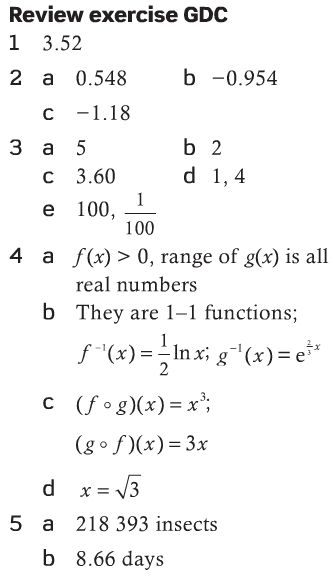 Review exercise GDC
1 3.52
2 a 0.548 b −0.954
c −1.18
3 a 5 b 2
c 3.60 d 1, 4
e 100, 1/100
4 a f(x) > 0, range of g(x) is all
real numbers
b They are 1–1 functions;
f⁻¹(x) = 1/2 ln x; g⁻¹(x) = e^(2/3 x)
c (f ∘ g)(x) = x³;
(g ∘ f)(x) = 3x
d x = √3
5 a 218 393 insects
b 8.66 days